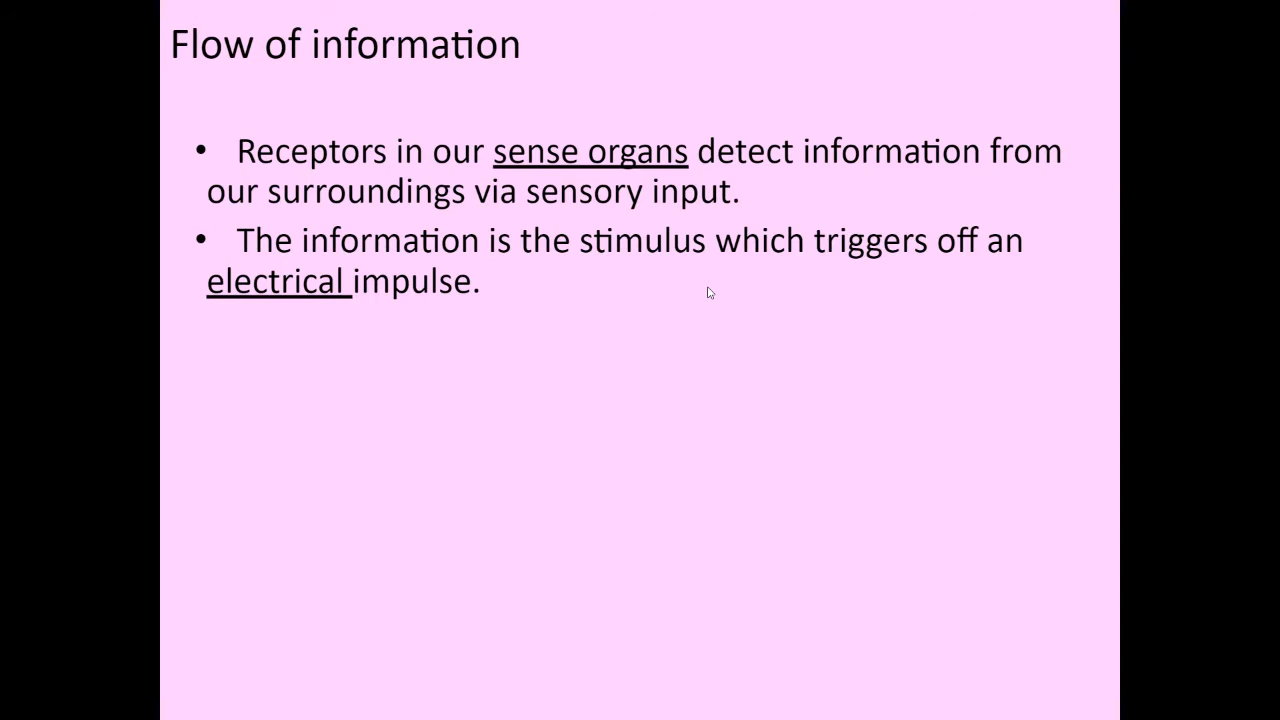 Flow of information
• Receptors in our sense organs detect information from
our surroundings via sensory input.
• The information is the stimulus which triggers off an
electrical impulse.